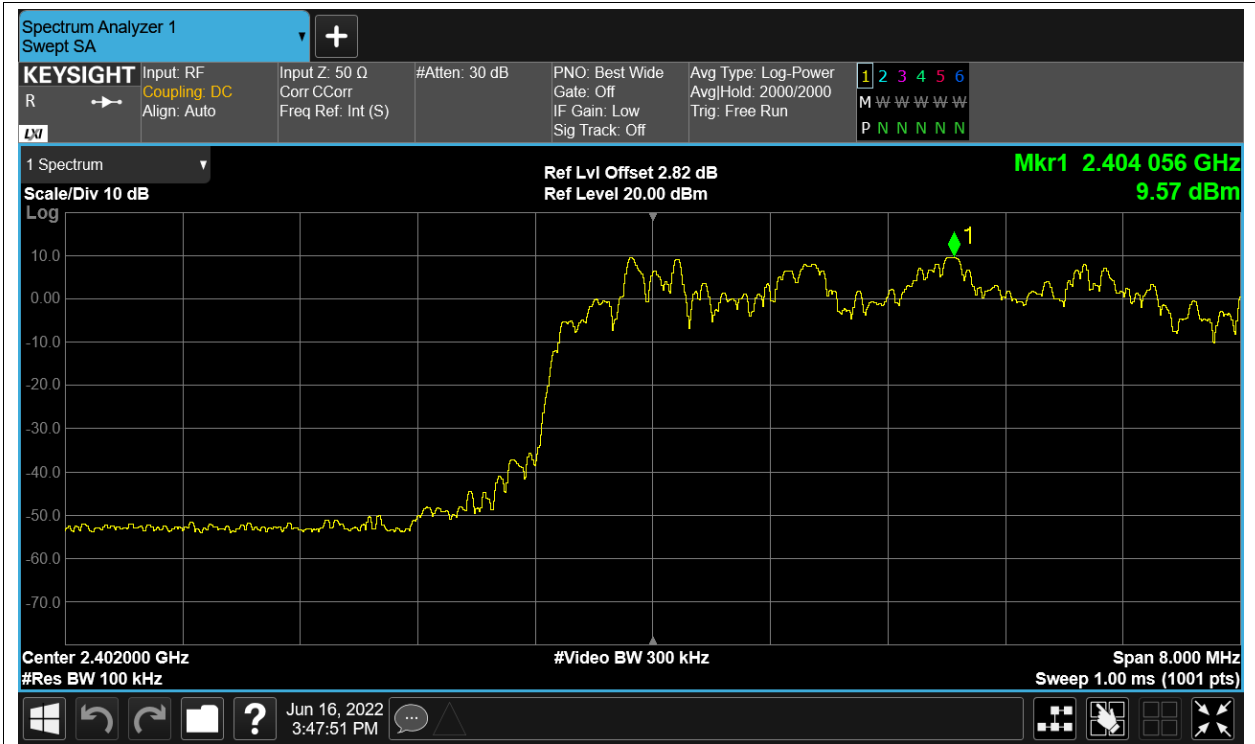 Spectrum Analyzer 1
Swept SA
KEYSIGHT
R
LXI
Input: RF
Coupling: DC
Align: Auto
Input Z: 50 Ω
Corr CCorr
Freq Ref: Int (S)
#Atten: 30 dB
PNO: Best Wide
Gate: Off
IF Gain: Low
Sig Track: Off
Avg Type: Log-Power
Avg|Hold: 2000/2000
Trig: Free Run
1 2 3 4 5 6
M W W W W W
P N N N N N
1 Spectrum
Scale/Div 10 dB
Log
Ref Lvl Offset 2.82 dB
Ref Level 20.00 dBm
Mkr1 2.404 056 GHz
9.57 dBm
1
10.0
0.00
-10.0
-20.0
-30.0
-40.0
-50.0
-60.0
-70.0
Center 2.402000 GHz
#Video BW 300 kHz
Span 8.000 MHz
#Res BW 100 kHz
Sweep 1.00 ms (1001 pts)
?
Jun 16, 2022
3:47:51 PM